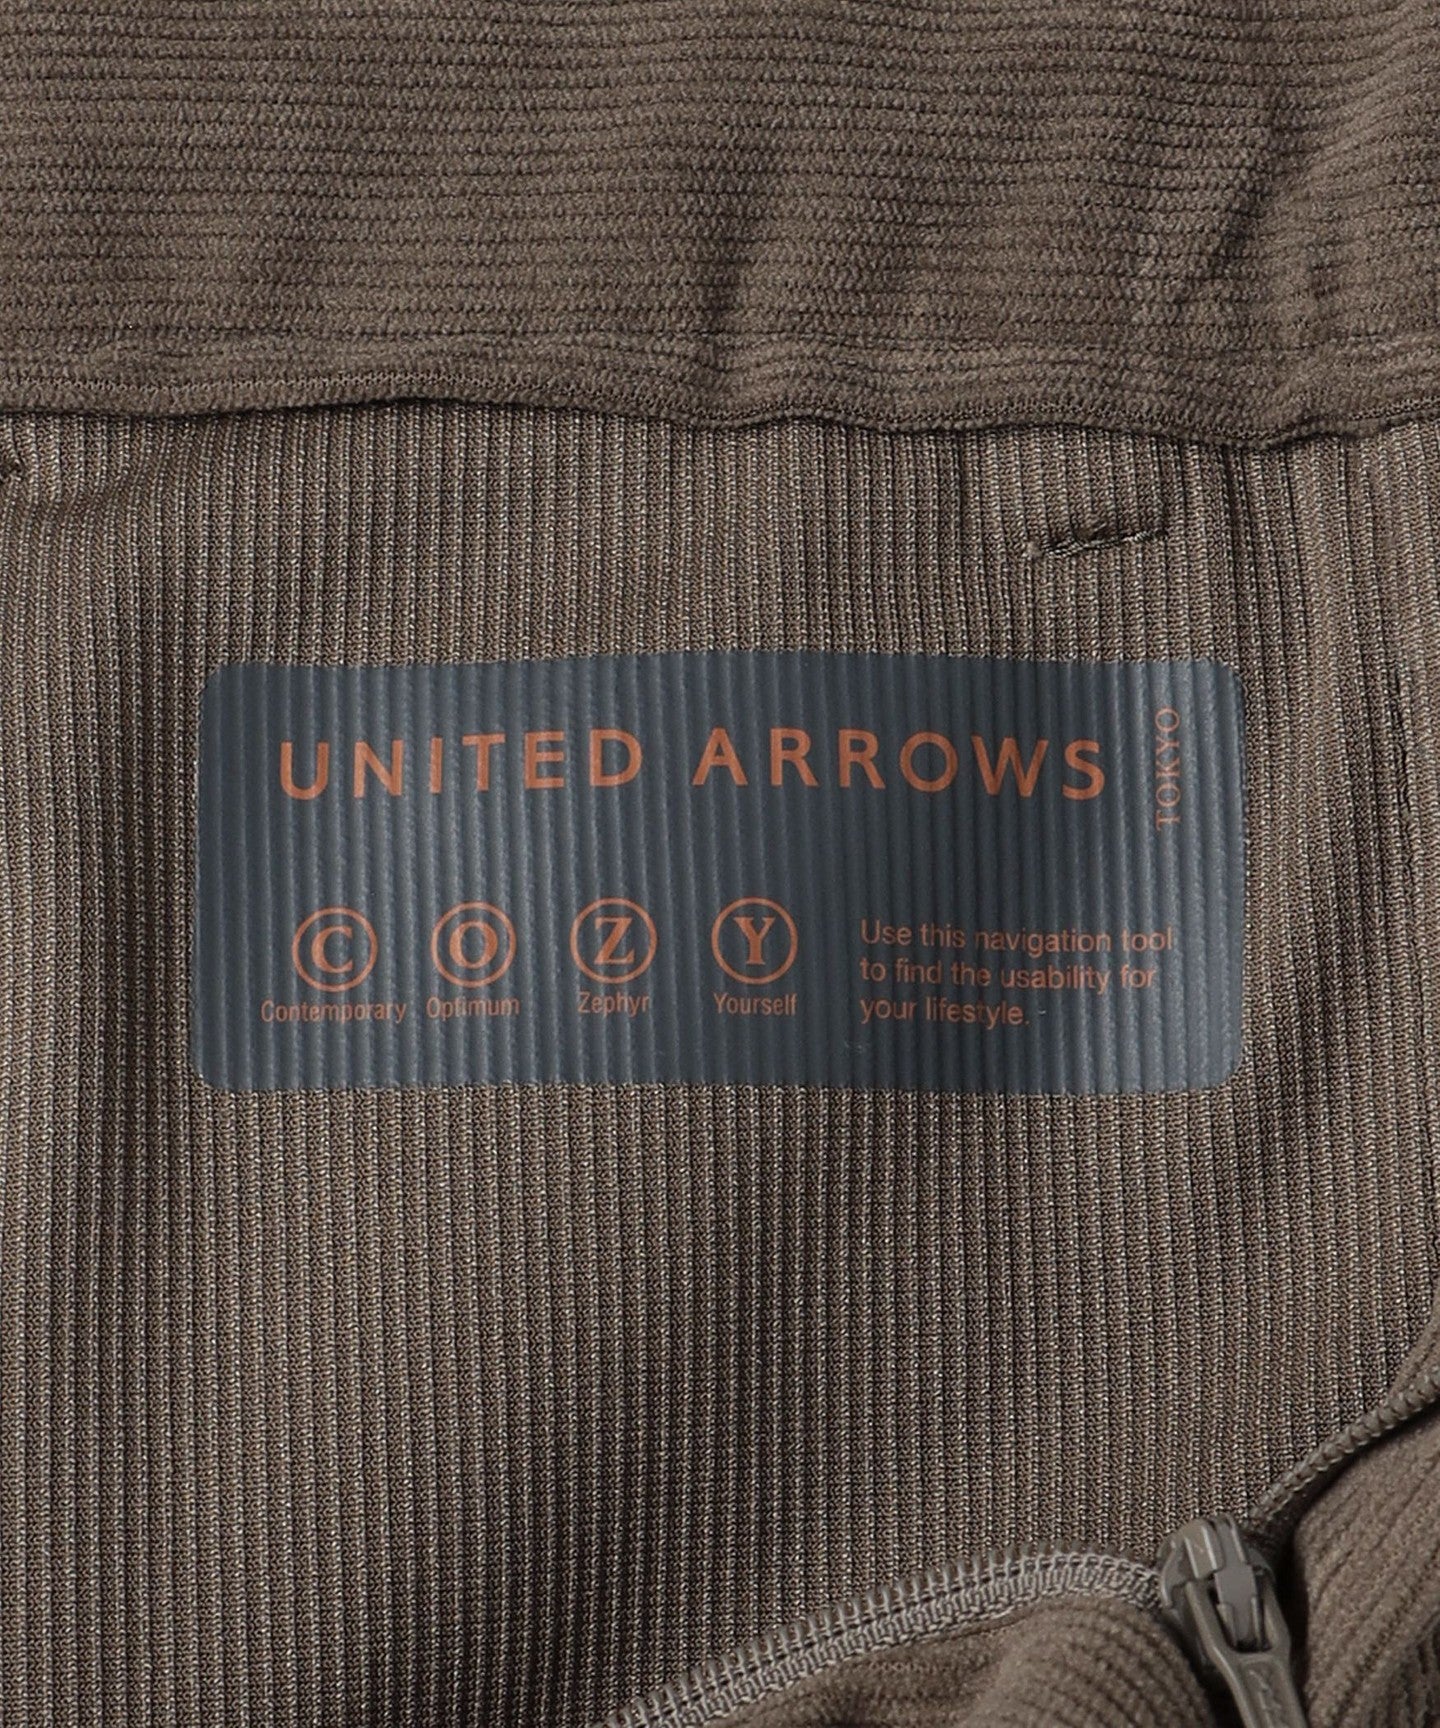 UNITED ARROWS TOKYO
C O Z Y
Contemporary Optimum Zephyr Yourself
Use this navigation tool
to find the usability for
your lifestyle.